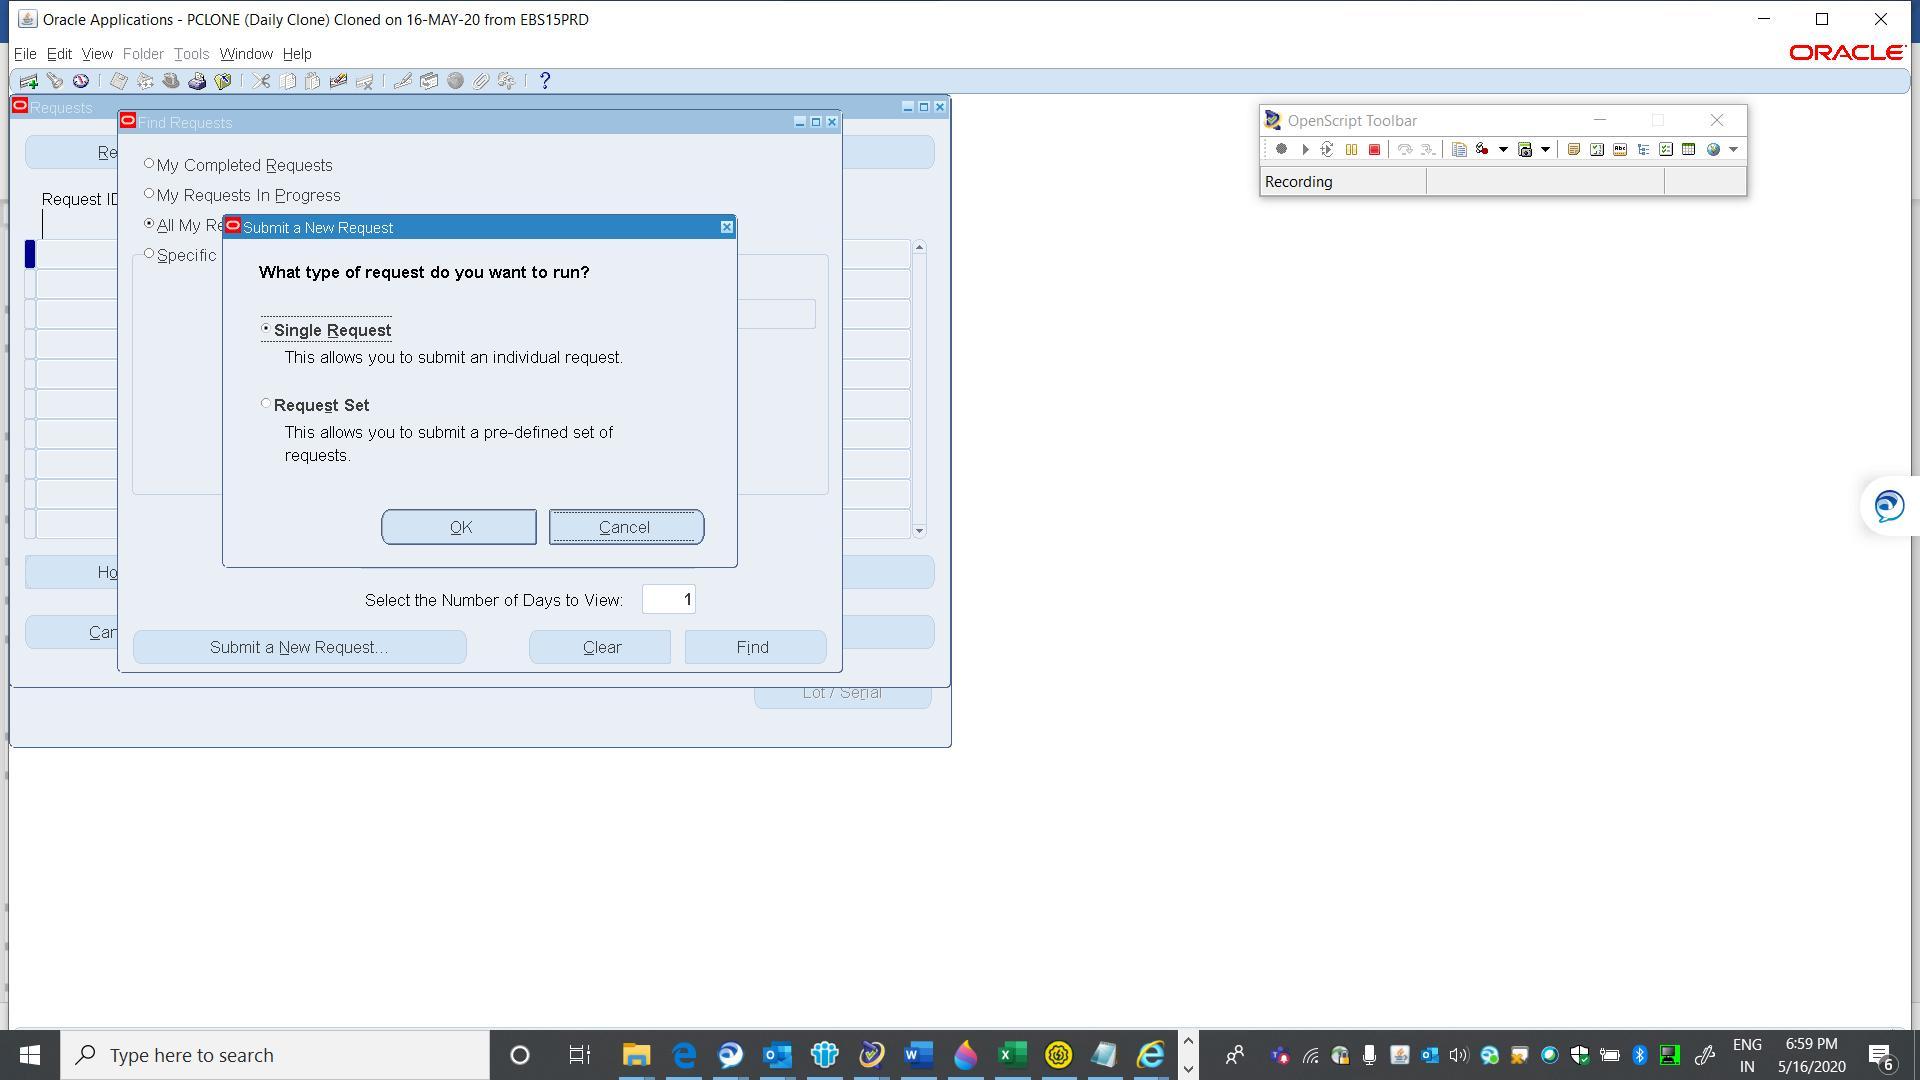 Oracle Applications - PCLONE (Daily Clone) Cloned on 16-MAY-20 from EBS15PRD
File Edit View Folder Tools Window Help
ORACLE
Requests
Find Requests
OpenScript Toolbar
My Completed Requests
Recording
My Requests In Progress
Request ID
All My Re
Submit a New Request
Specific
What type of request do you want to run?
Single Request
This allows you to submit an individual request.
Request Set
This allows you to submit a pre-defined set of
requests.
OK Cancel
Select the Number of Days to View: 1
Submit a New Request... Clear Find
Lot / Serial
Type here to search
ENG
IN
6:59 PM
5/16/2020
6